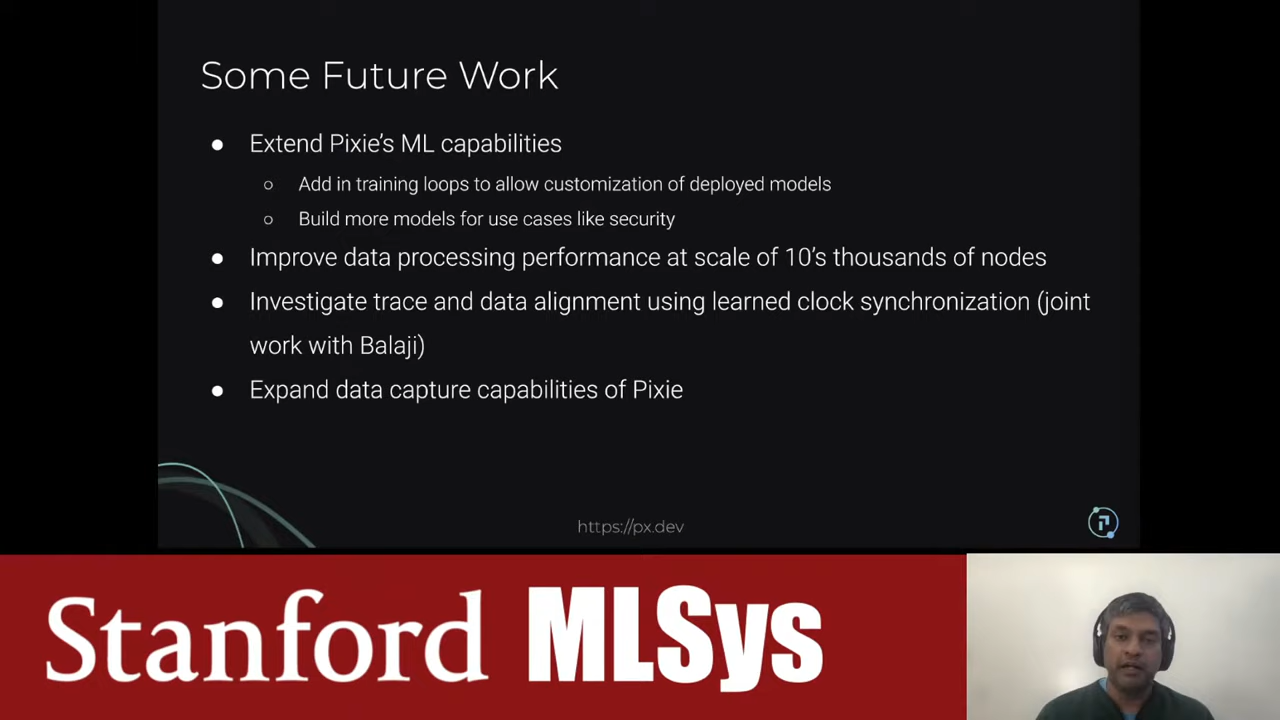 Some Future Work
● Extend Pixie's ML capabilities
○ Add in training loops to allow customization of deployed models
○ Build more models for use cases like security
● Improve data processing performance at scale of 10's thousands of nodes
● Investigate trace and data alignment using learned clock synchronization (joint
work with Balaji)
● Expand data capture capabilities of Pixie
https://px.dev
Stanford MLSys